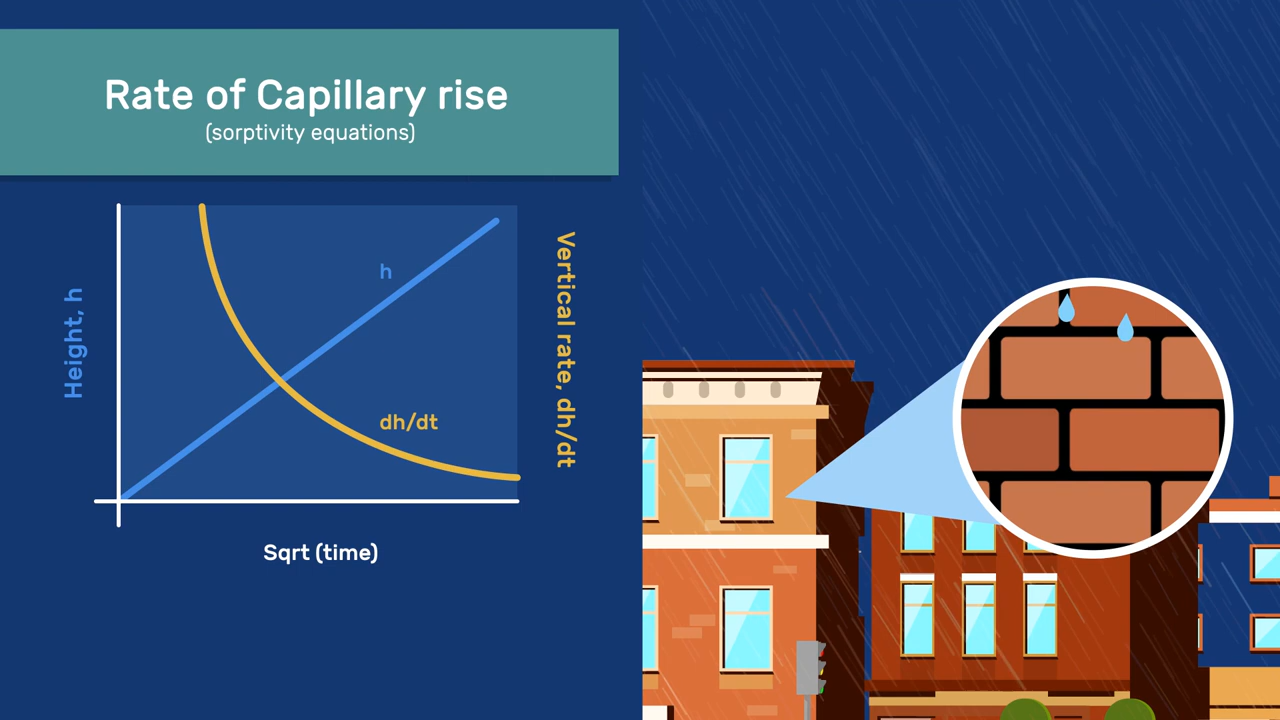 Rate of Capillary rise
(sorptivity equations)
Height, h
h
dh/dt
Vertical rate, dh/dt
Sqrt (time)